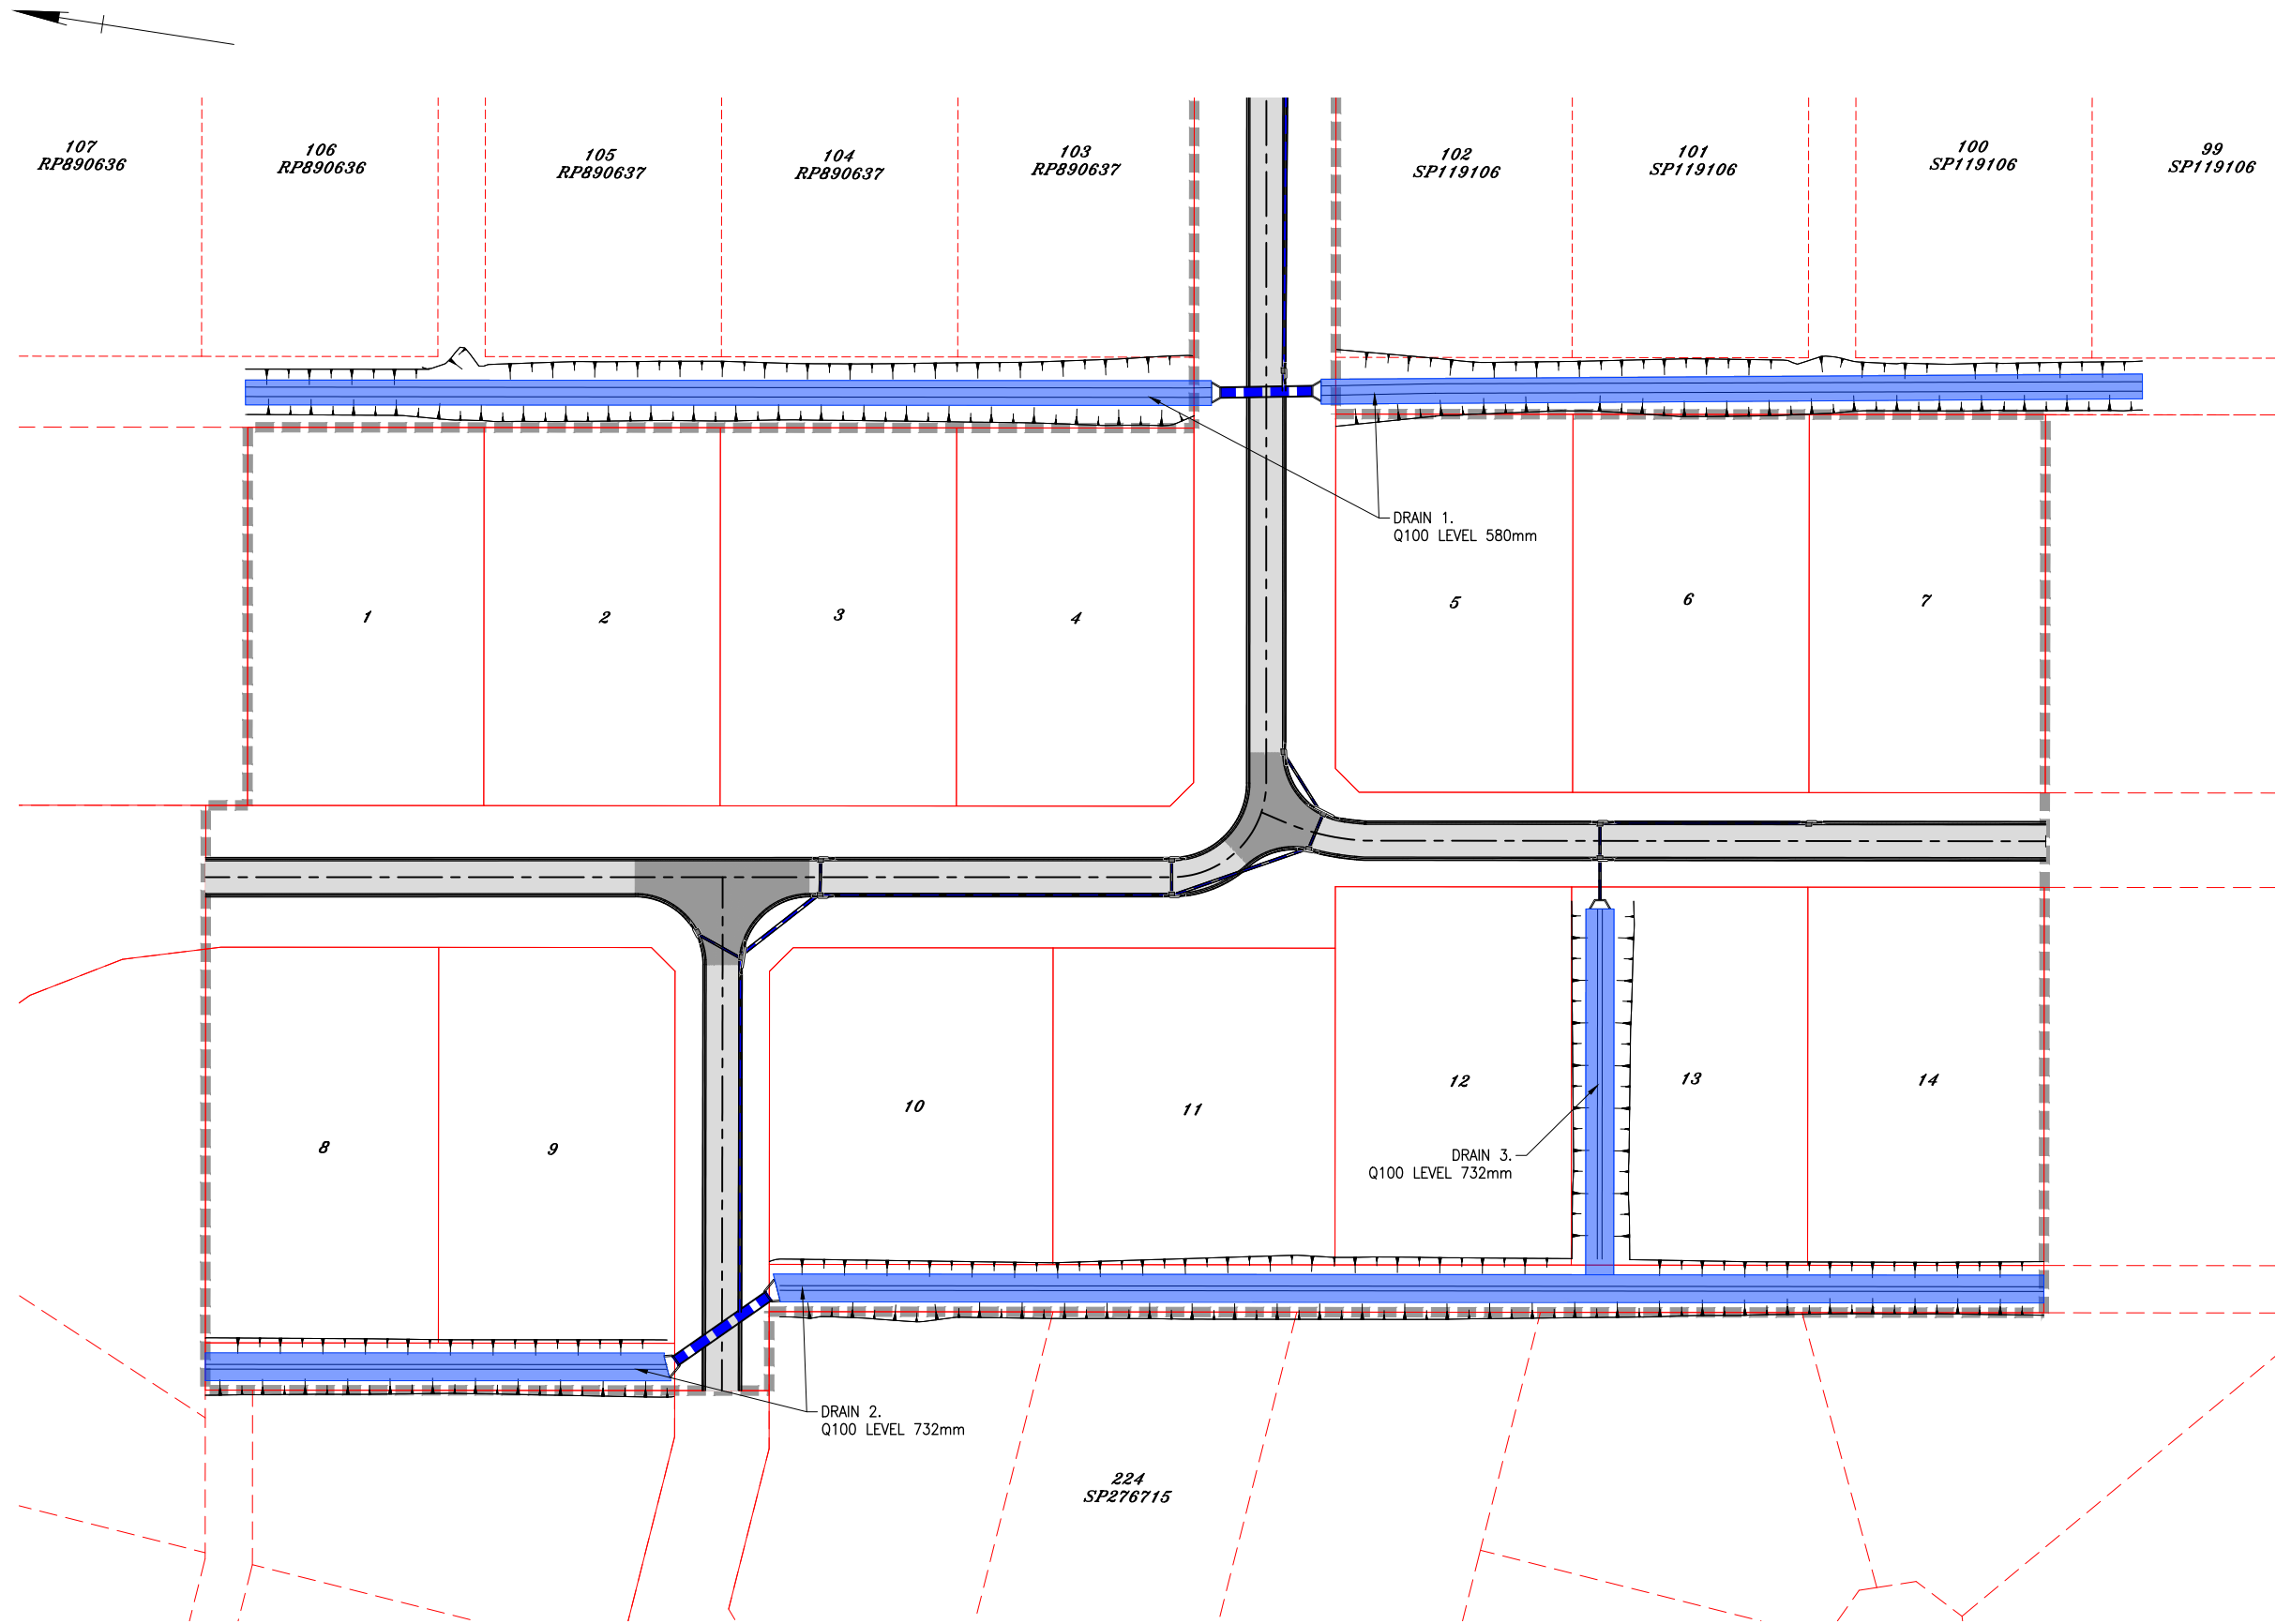 107
RP890636
106
RP890636
105
RP890637
104
RP890637
103
RP890637
102
SP119106
101
SP119106
100
SP119106
99
SP119106
DRAIN 1.
Q100 LEVEL 580mm
1
2
3
4
5
6
7
8
9
10
11
12
13
14
DRAIN 3.
Q100 LEVEL 732mm
DRAIN 2.
Q100 LEVEL 732mm
224
SP276715